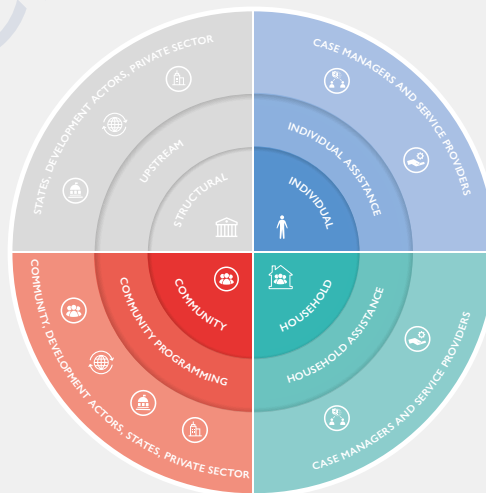 STATES, DEVELOPMENT ACTORS, PRIVATE SECTOR
UPSTREAM
STRUCTURAL
CASE MANAGERS AND SERVICE PROVIDERS
INDIVIDUAL ASSISTANCE
INDIVIDUAL
COMMUNITY
COMMUNITY PROGRAMMING
COMMUNITY, DEVELOPMENT ACTORS, STATES, PRIVATE SECTOR
HOUSEHOLD
HOUSEHOLD ASSISTANCE
CASE MANAGERS AND SERVICE PROVIDERS